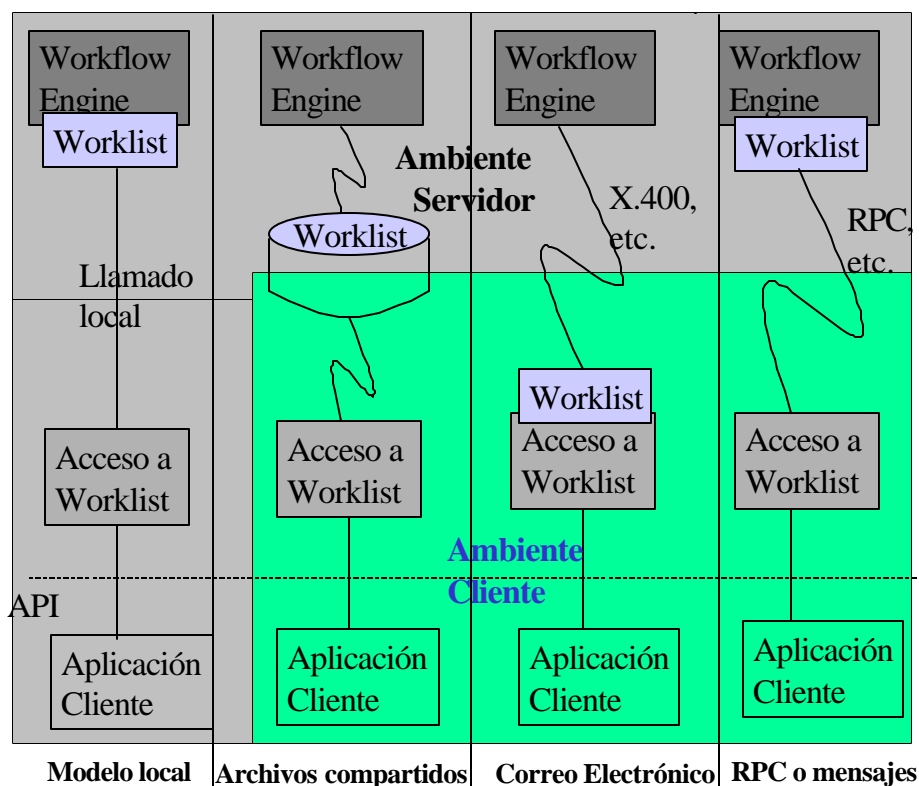 Workflow
Engine
Worklist
Llamado
local
Acceso a
Worklist
API
Aplicación
Cliente
Modelo local
Workflow
Engine
Ambiente
Servidor
Worklist
Acceso a
Worklist
Ambiente
Cliente
Aplicación
Cliente
Archivos compartidos
Workflow
Engine
X.400,
etc.
Worklist
Acceso a
Worklist
Aplicación
Cliente
Correo Electrónico
Workflow
Engine
Worklist
RPC,
etc.
Acceso a
Worklist
Aplicación
Cliente
RPC o mensajes